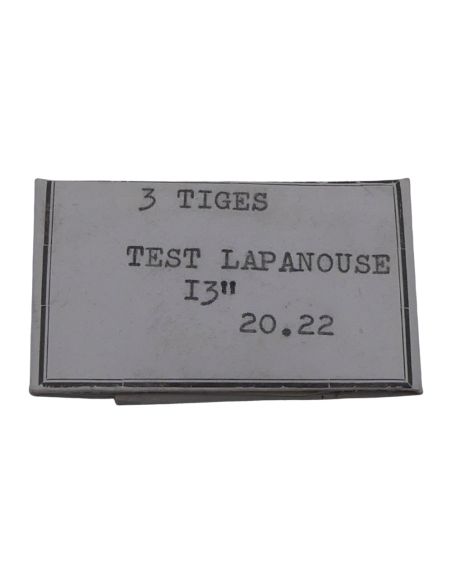 3 TIGES
TEST LAPANOUSE
I3"
20.22